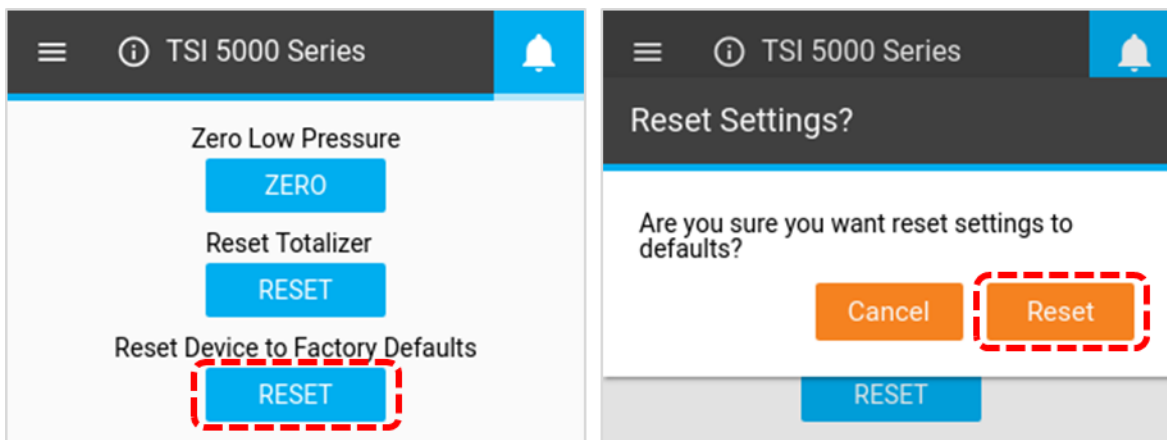 TSI 5000 Series
Zero Low Pressure
ZERO
Reset Totalizer
RESET
Reset Device to Factory Defaults
RESET
TSI 5000 Series
Reset Settings?
Are you sure you want reset settings to
defaults?
Cancel Reset
RESET